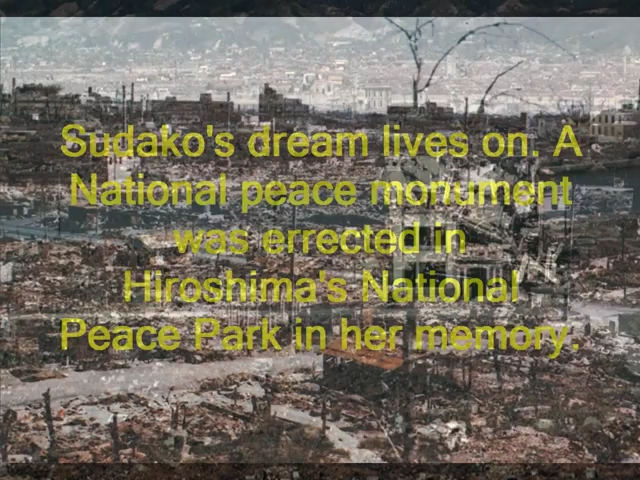 Sudako's dream lives on. A
National peace monument
was errected in
Hiroshima's National
Peace Park in her memory.